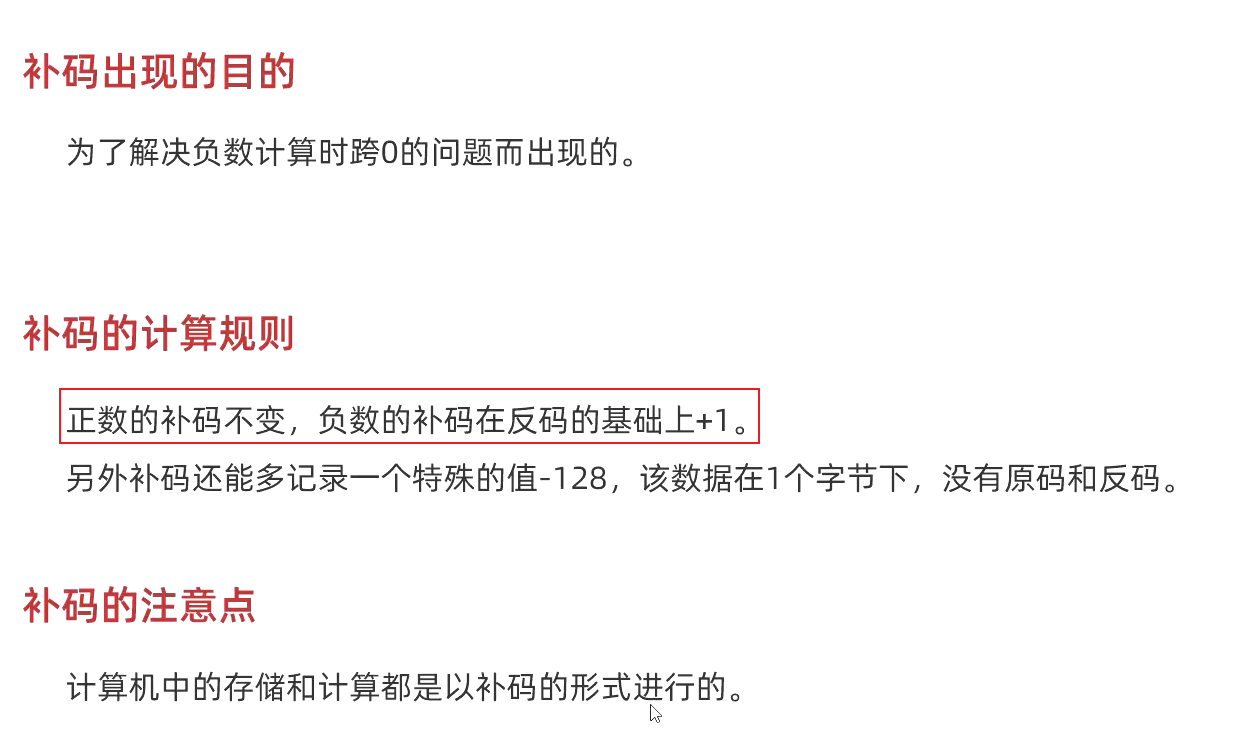 补码出现的目的
为了解决负数计算时跨0的问题而出现的。
补码的计算规则
正数的补码不变，负数的补码在反码的基础上+1。
另外补码还能多记录一个特殊的值-128，该数据在1个字节下，没有原码和反码。
补码的注意点
计算机中的存储和计算都是以补码的形式进行的。